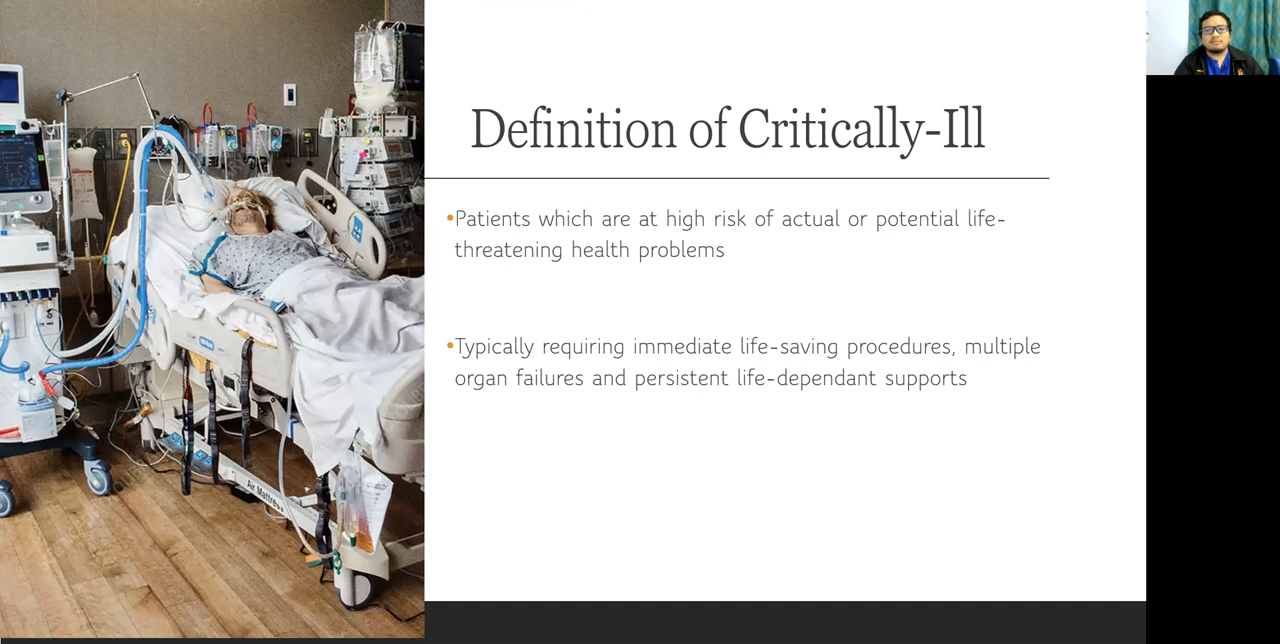 Definition of Critically-Ill
•Patients which are at high risk of actual or potential life-
threatening health problems
•Typically requiring immediate life-saving procedures, multiple
organ failures and persistent life-dependant supports
Air Mattress